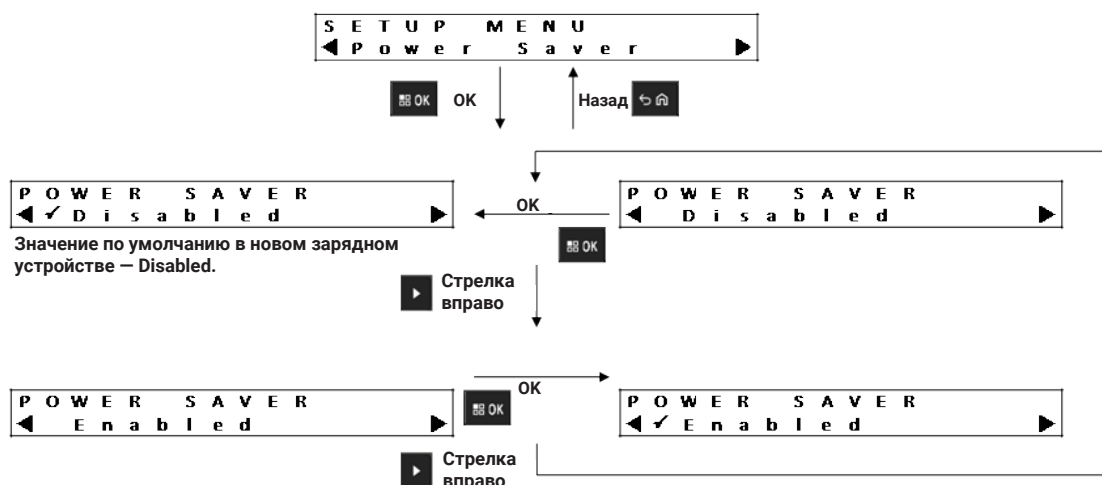 SETUP MENU
Power Saver
OK
OK
Назад
POWER SAVER
✓ Disabled
OK
POWER SAVER
Disabled
OK
Значение по умолчанию в новом зарядном
устройстве — Disabled.
Стрелка
вправо
POWER SAVER
Enabled
OK
OK
POWER SAVER
✓ Enabled
Стрелка
вправо